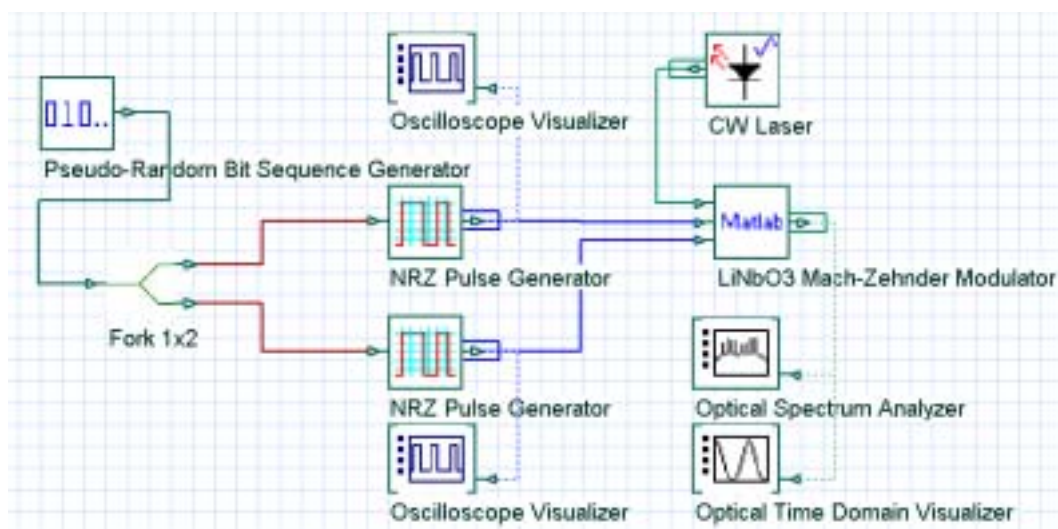 Oscilloscope Visualizer
CW Laser
010..
Pseudo-Random Bit Sequence Generator
NRZ Pulse Generator
Matlab
LiNbO3 Mach-Zehnder Modulator
Fork 1x2
NRZ Pulse Generator
Optical Spectrum Analyzer
Oscilloscope Visualizer
Optical Time Domain Visualizer